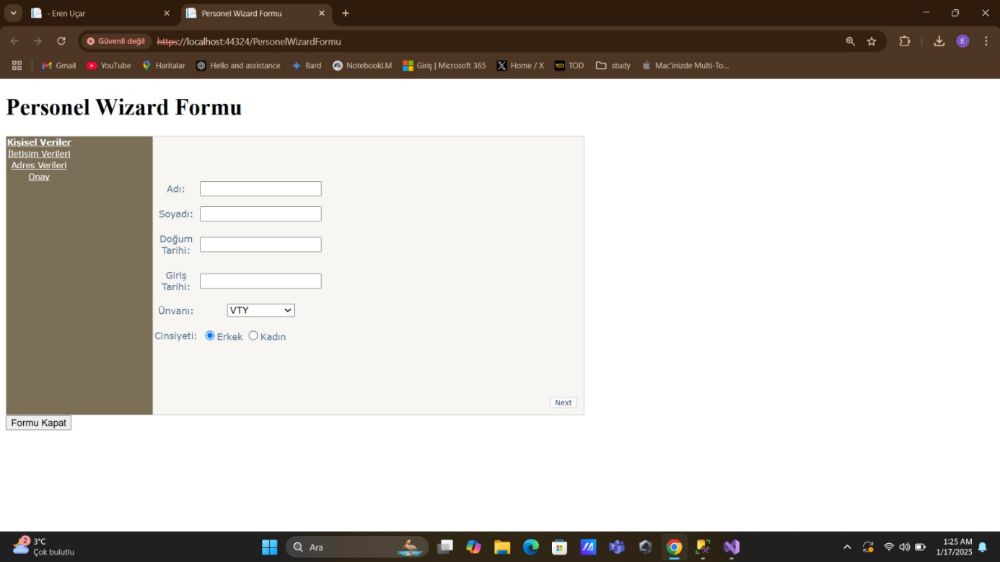 - Eren Uçar
Personel Wizard Formu
Güvenli değil https://localhost:44324/PersonelWizardFormu
E
Gmail YouTube Haritalar Hello and assistance Bard NotebookLM Giriş | Microsoft 365 Home / X TOD study Mac'inizde Multi-To...
Personel Wizard Formu
Kişisel Veriler
İletişim Verileri
Adres Verileri
Onay
Adı:
Soyadı:
Doğum
Tarihi:
Giriş
Tarihi:
Ünvanı: VTY
Cinsiyeti: Erkek Kadın
Next
Formu Kapat
2 3°C
Çok bulutlu
Ara
1:25 AM
1/17/2025